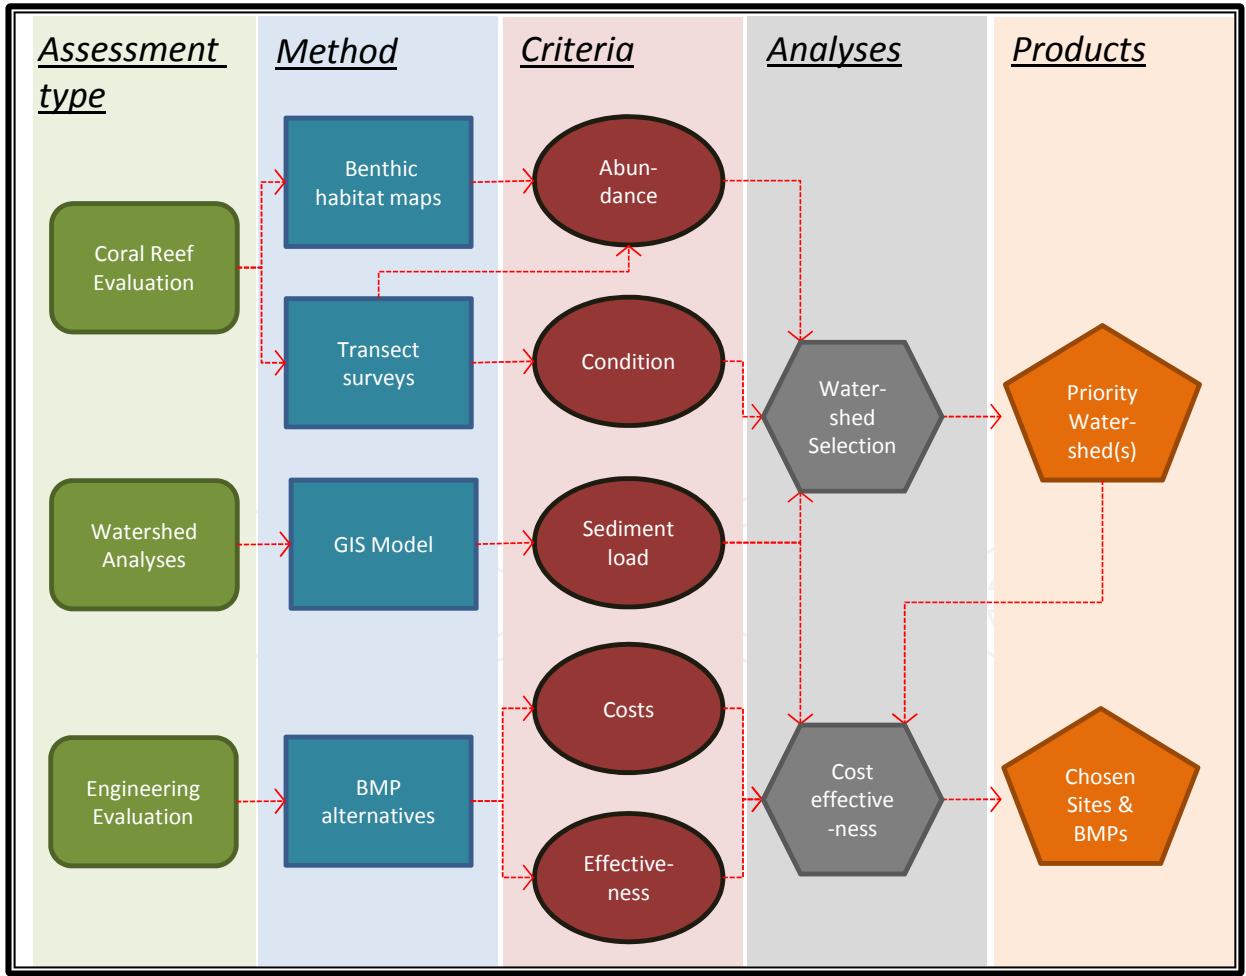 Assessment
type
Method
Criteria
Analyses
Products
Benthic
habitat maps
Abun-
dance
Coral Reef
Evaluation
Transect
surveys
Condition
Water-
shed
Selection
Priority
Water-
shed(s)
Watershed
Analyses
GIS Model
Sediment
load
Costs
Engineering
Evaluation
BMP
alternatives
Effective-
ness
Cost
effective
-ness
Chosen
Sites &
BMPs